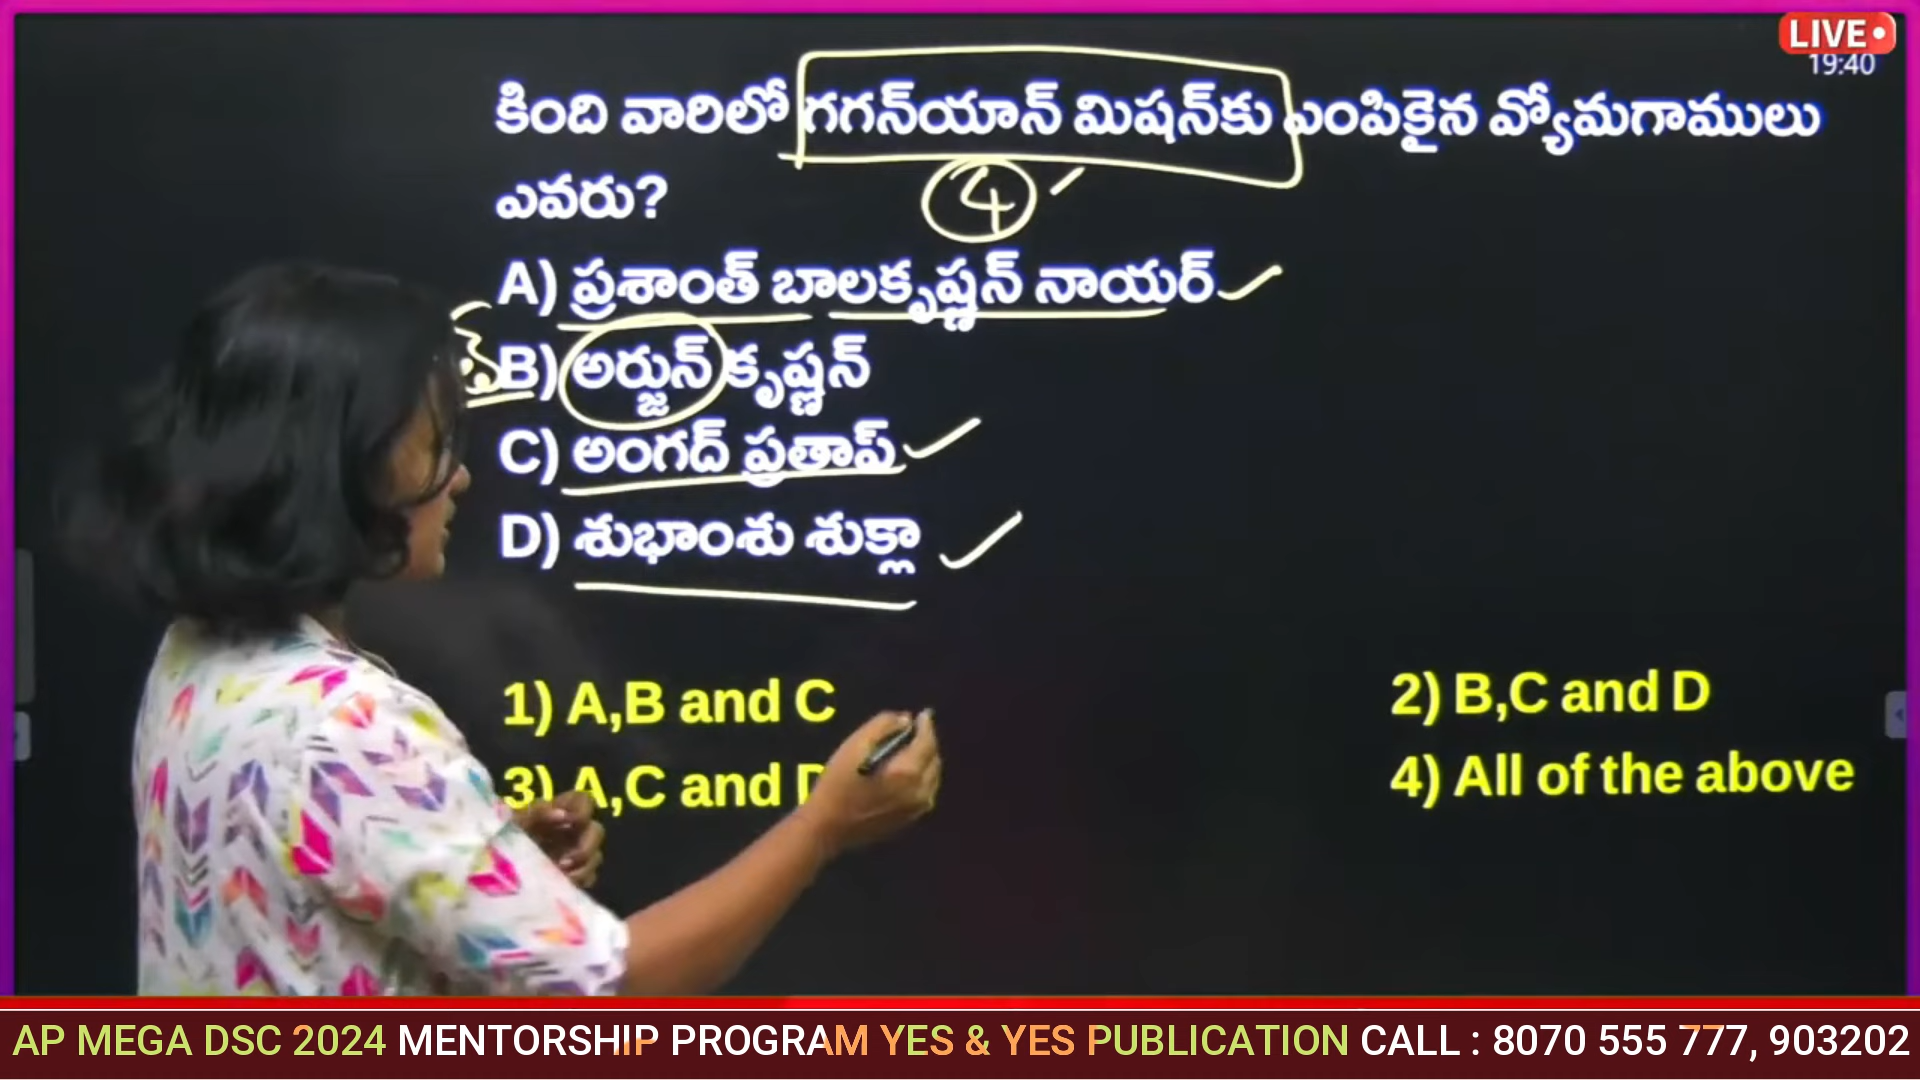 LIVE
19:40
కింది వారిలో గగన్‌యాన్ మిషన్‌కు ఎంపికైన వ్యోమగాములు
ఎవరు?
4
A) ప్రశాంత్ బాలకృష్ణన్ నాయర్
B) అర్జున్ కృష్ణన్
C) అంగద్ ప్రతాప్
D) శుభాంశు శుక్లా
1) A,B and C
2) B,C and D
3) A,C and D
4) All of the above
AP MEGA DSC 2024 MENTORSHIP PROGRAM YES & YES PUBLICATION CALL : 8070 555 777, 903202